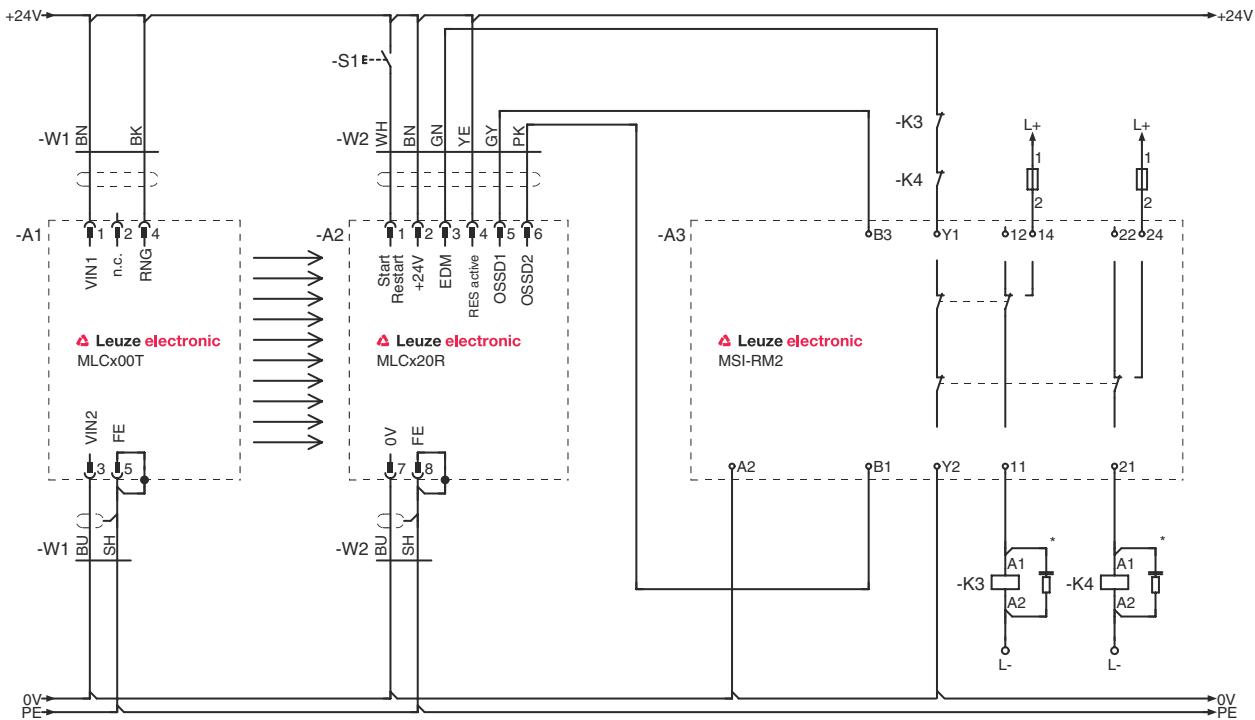 +24V
+24V
-S1
-W1
BN
BK
-W2
WH
BN
GN
YE
GY
PK
-K3
-K4
L+
1
2
L+
1
2
-A1
1
2
4
VIN1
n.c.
RNG
-A2
1
2
3
4
5
6
Start
Restart
+24V
EDM
RES active
OSSD1
OSSD2
-A3
B3
Y1
12
14
22
24
Leuze electronic
MLCx00T
Leuze electronic
MLCx20R
Leuze electronic
MSI-RM2
VIN2
FE
3
5
0V
FE
7
8
A2
B1
Y2
11
21
-W1
BU
SH
-W2
BU
SH
*
A1
-K3
A2
L-
*
A1
-K4
A2
L-
0V
0V
PE
PE